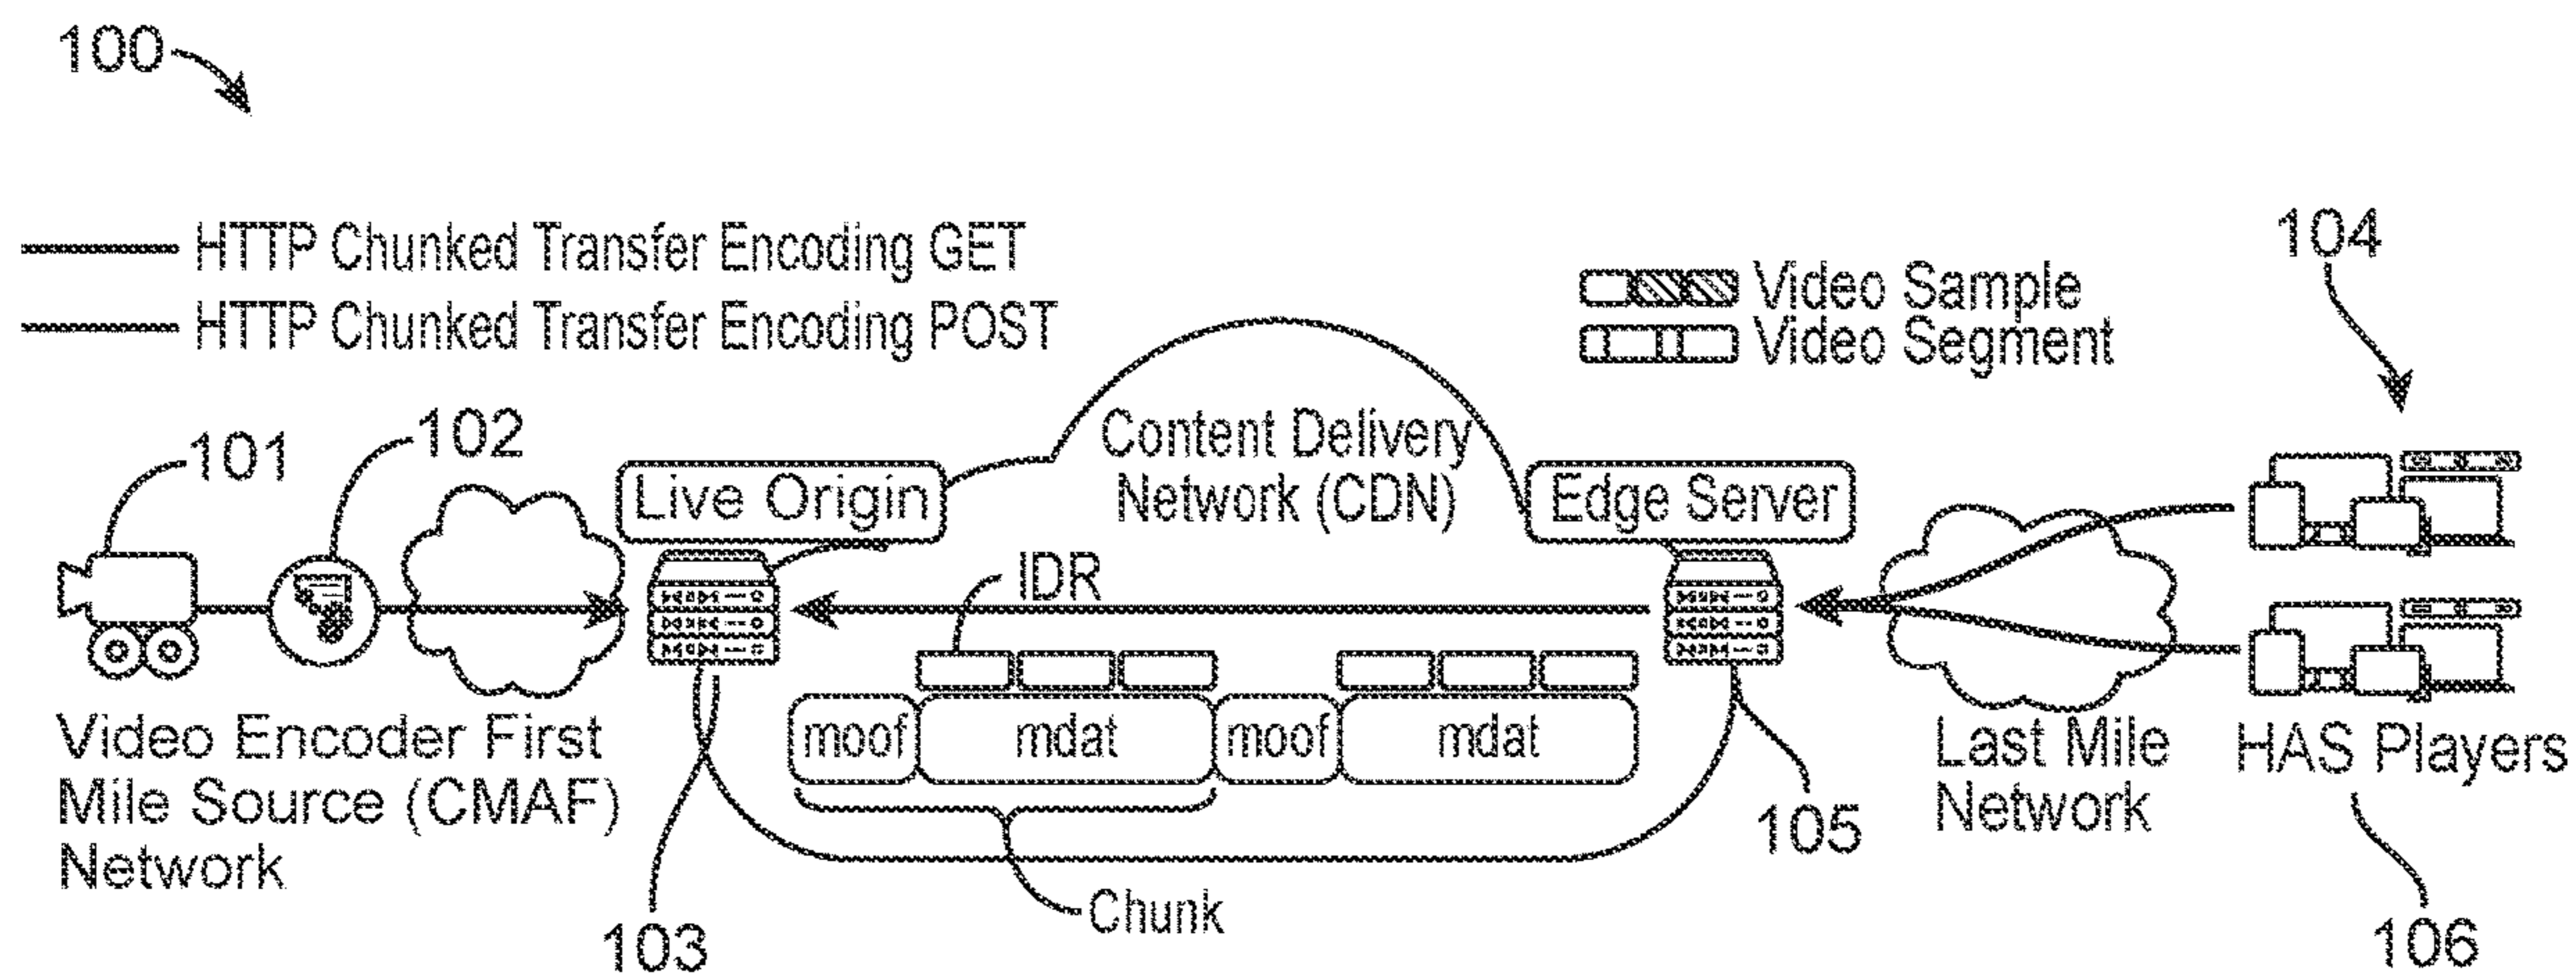 100
HTTP Chunked Transfer Encoding GET
HTTP Chunked Transfer Encoding POST
Video Sample
Video Segment
104
101
102
Live Origin
Content Delivery
Network (CDN)
Edge Server
IDR
moof
mdat
moof
mdat
Video Encoder First
Mile Source (CMAF)
Network
Last Mile
Network
HAS Players
103
Chunk
105
106